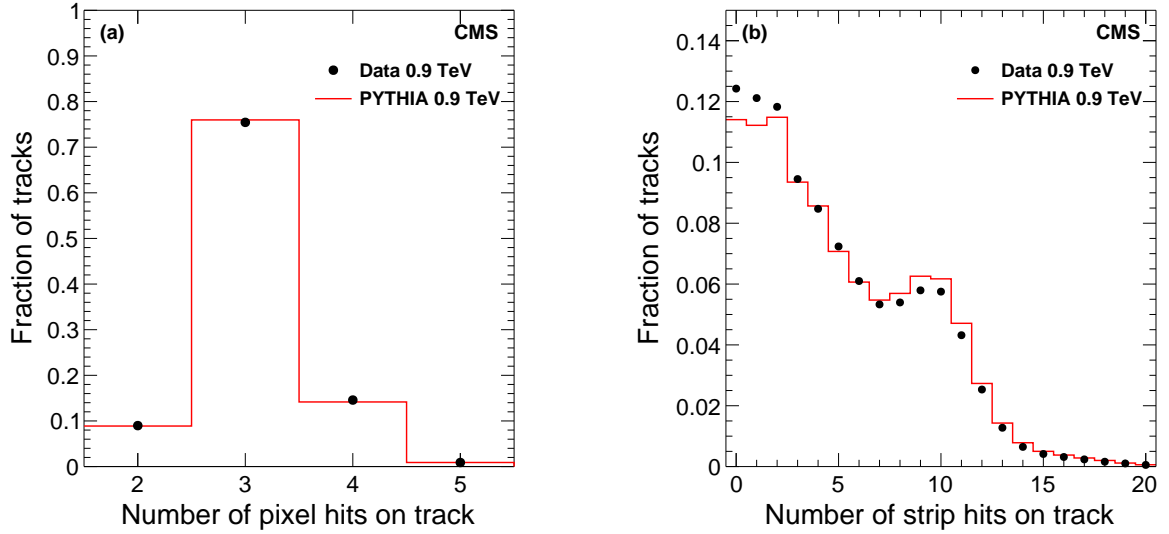 (a)
CMS
Data 0.9 TeV
PYTHIA 0.9 TeV
Fraction of tracks
1
0.9
0.8
0.7
0.6
0.5
0.4
0.3
0.2
0.1
0
2 3 4 5
Number of pixel hits on track
(b)
CMS
Data 0.9 TeV
PYTHIA 0.9 TeV
Fraction of tracks
0.14
0.12
0.1
0.08
0.06
0.04
0.02
0
0 5 10 15 20
Number of strip hits on track